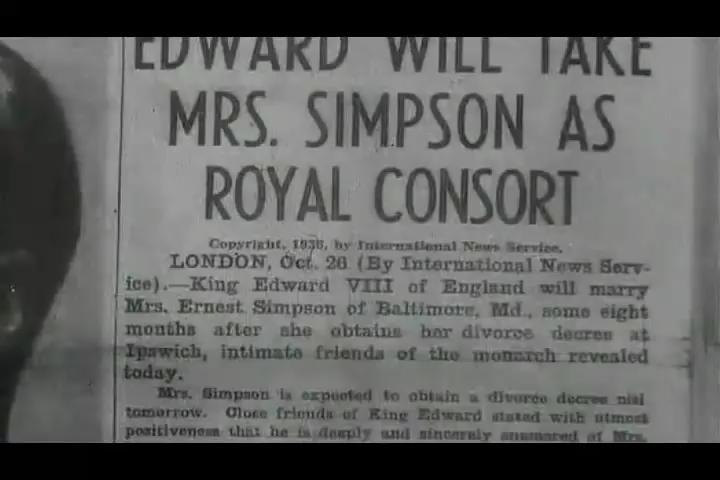 EDWARD WILL TAKE
MRS. SIMPSON AS
ROYAL CONSORT
Copyright, 1936, by International News Service.
LONDON, Oct. 26 (By International News Serv-
ice).—King Edward VIII of England will marry
Mrs. Ernest Simpson of Baltimore, Md., some eight
months after she obtains her divorce decree at
Ipswich, intimate friends of the monarch revealed
today.
Mrs. Simpson is expected to obtain a divorce decree nisi
tomorrow. Close friends of King Edward stated with utmost
positiveness that he is deeply and sincerely enamored of Mrs.